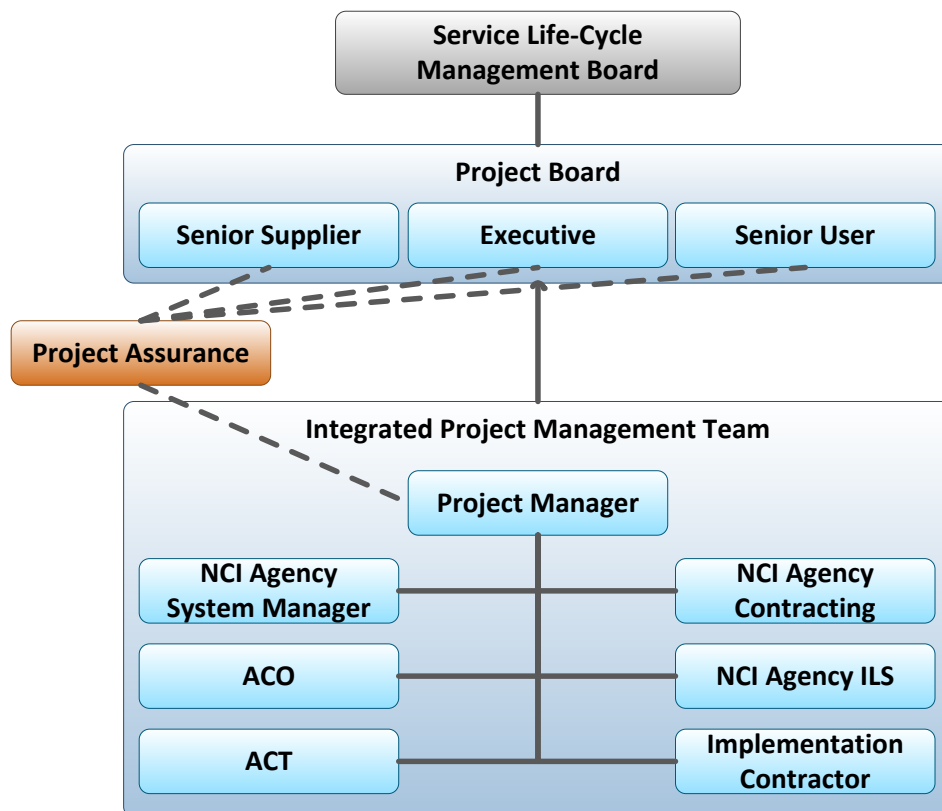 Service Life-Cycle
Management Board
Project Board
Senior Supplier
Executive
Senior User
Project Assurance
Integrated Project Management Team
Project Manager
NCI Agency
System Manager
NCI Agency
Contracting
ACO
NCI Agency ILS
ACT
Implementation
Contractor